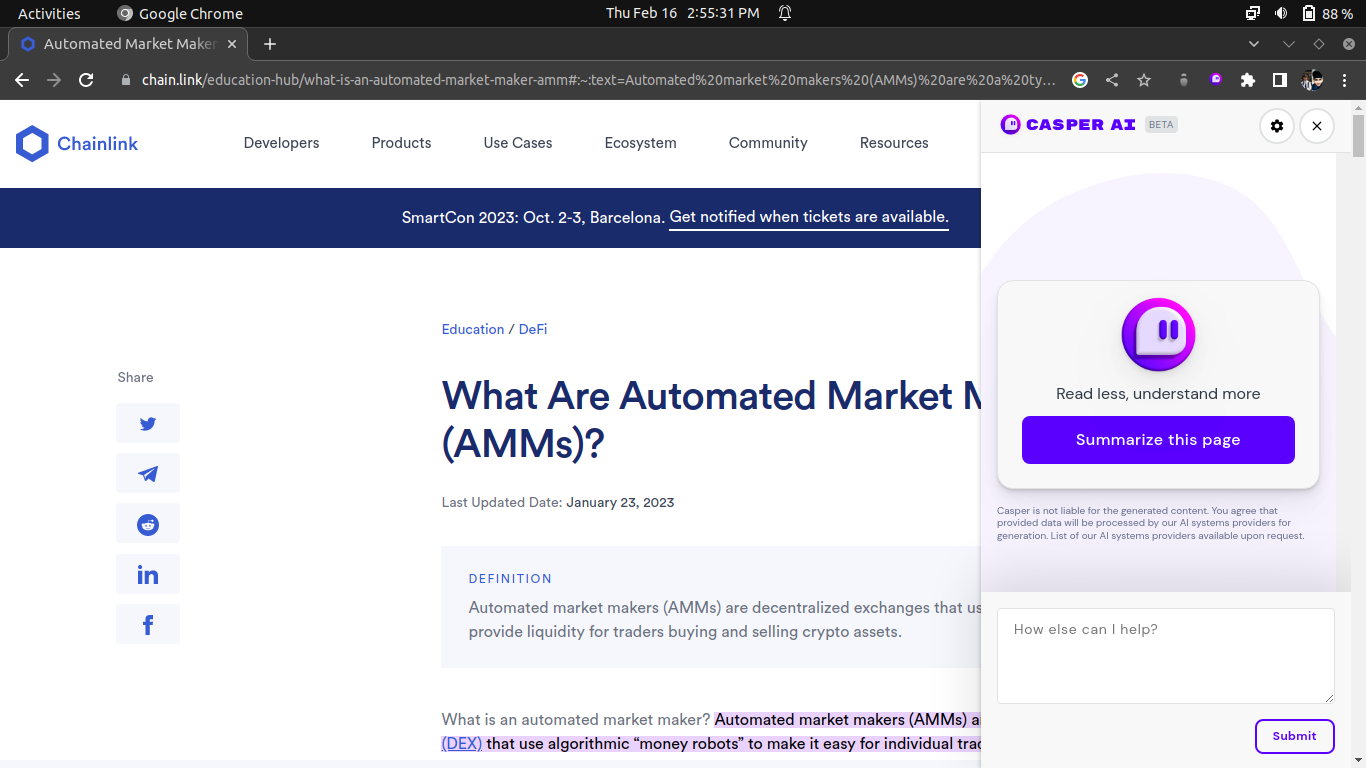 Activities
Google Chrome
Thu Feb 16 2:55:31 PM
88 %
Automated Market Maker
chain.link/education-hub/what-is-an-automated-market-maker-amm#:~:text=Automated%20market%20makers%20(AMMs)%20are%20a%20ty…
Chainlink
Developers
Products
Use Cases
Ecosystem
Community
Resources
SmartCon 2023: Oct. 2-3, Barcelona. Get notified when tickets are available.
Education / DeFi
Share
What Are Automated Market
(AMMs)?
Last Updated Date: January 23, 2023
DEFINITION
Automated market makers (AMMs) are decentralized exchanges that us
provide liquidity for traders buying and selling crypto assets.
What is an automated market maker? Automated market makers (AMMs)
(DEX) that use algorithmic “money robots” to make it easy for individual trad
CASPER AI
BETA
Read less, understand more
Summarize this page
Casper is not liable for the generated content. You agree that
provided data will be processed by our AI systems providers for
generation. List of our AI systems providers available upon request.
How else can I help?
Submit